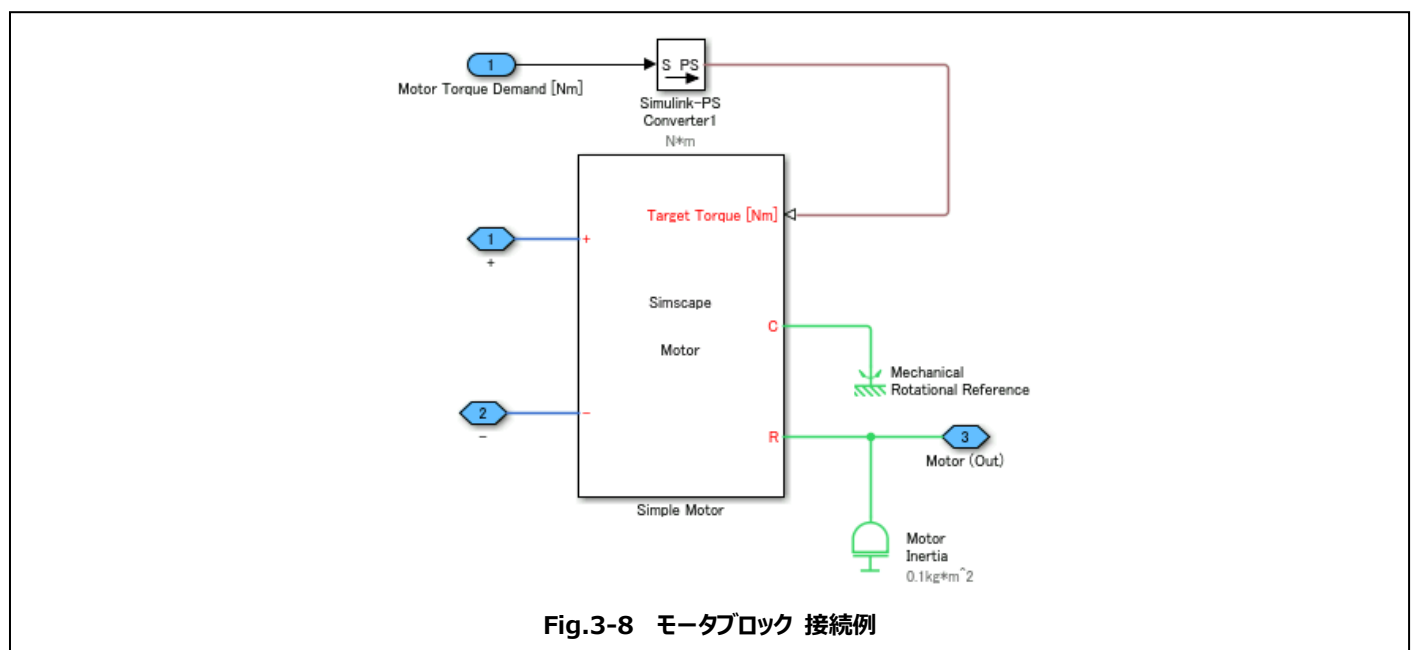 1
Motor Torque Demand [Nm]
S PS
Simulink-PS
Converter1
N*m
Target Torque [Nm]
1
+
+
Simscape
Motor
C
Mechanical
Rotational Reference
2
−
−
R
3
Motor (Out)
Simple Motor
Motor
Inertia
0.1kg*m^2
Fig.3-8 モータブロック 接続例